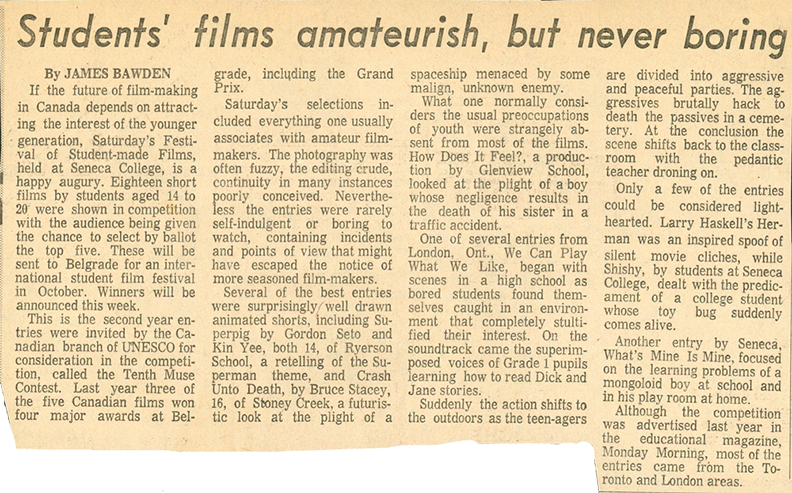 Students' films amateurish, but never boring
By JAMES BAWDEN
If the future of film-making
in Canada depends on attract-
ing the interest of the younger
generation, Saturday's Festi-
val of Student-made Films,
held at Seneca College, is
a happy augury. Eighteen short
films by students aged 14 to
20 were shown in competition
with the audience being given
the chance to select by ballot
the top five. These will be
sent to Belgrade for an inter-
national student film festival
in October. Winners will be
announced this week.
This is the second year en-
tries were invited by the Ca-
nadian branch of UNESCO for
consideration in the competi-
tion, called the Tenth Muse
Contest. Last year three of
the five Canadian films won
four major awards at Bel-
grade, including the Grand
Prix.
Saturday's selections in-
cluded everything one usually
associates with amateur film-
makers. The photography was
often fuzzy, the editing crude,
continuity in many instances
poorly conceived. Neverthe-
less the entries were rarely
self-indulgent or boring to
watch, containing incidents
and points of view that might
have escaped the notice of
more seasoned film-makers.
Several of the best entries
were surprisingly well drawn
animated shorts, including Su-
perpig by Gordon Seto and
Kin Yee, both 14, of Ryerson
School, a retelling of the Su-
perman theme, and Crash
Unto Death, by Bruce Stacey,
16, of Stoney Creek, a futuris-
tic look at the plight of a
spaceship menaced by some
malign, unknown enemy.
What one normally consi-
ders the usual preoccupations
of youth were strangely ab-
sent from most of the films.
How Does It Feel?, a produc-
tion by Glenview School,
looked at the plight of a boy
whose negligence results in
the death of his sister in a
traffic accident.
One of several entries from
London, Ont., We Can Play
What We Like, began with
scenes in a high school as
bored students found them-
selves caught in an environ-
ment that completely stulti-
fied their interest. On the
soundtrack came the superim-
posed voices of Grade 1 pupils
learning how to read Dick and
Jane stories.
Suddenly the action shifts to
the outdoors as the teen-agers
are divided into aggressive
and peaceful parties. The ag-
gressives brutally hack to
death the passives in a ceme-
tery. At the conclusion the
scene shifts back to the class-
room with the pedantic
teacher droning on.
Only a few of the entries
could be considered light-
hearted. Larry Haskell's Her-
man was an inspired spoof of
silent movie cliches, while
Shishy, by students at Seneca
College, dealt with the predic-
ament of a college student
whose toy bug suddenly
comes alive.
Another entry by Seneca,
What's Mine Is Mine, focused
on the learning problems of a
mongoloid boy at school and
in his play room at home.
Although the competition
was advertised last year in
the educational magazine,
Monday Morning, most of the
entries came from the To-
ronto and London areas.